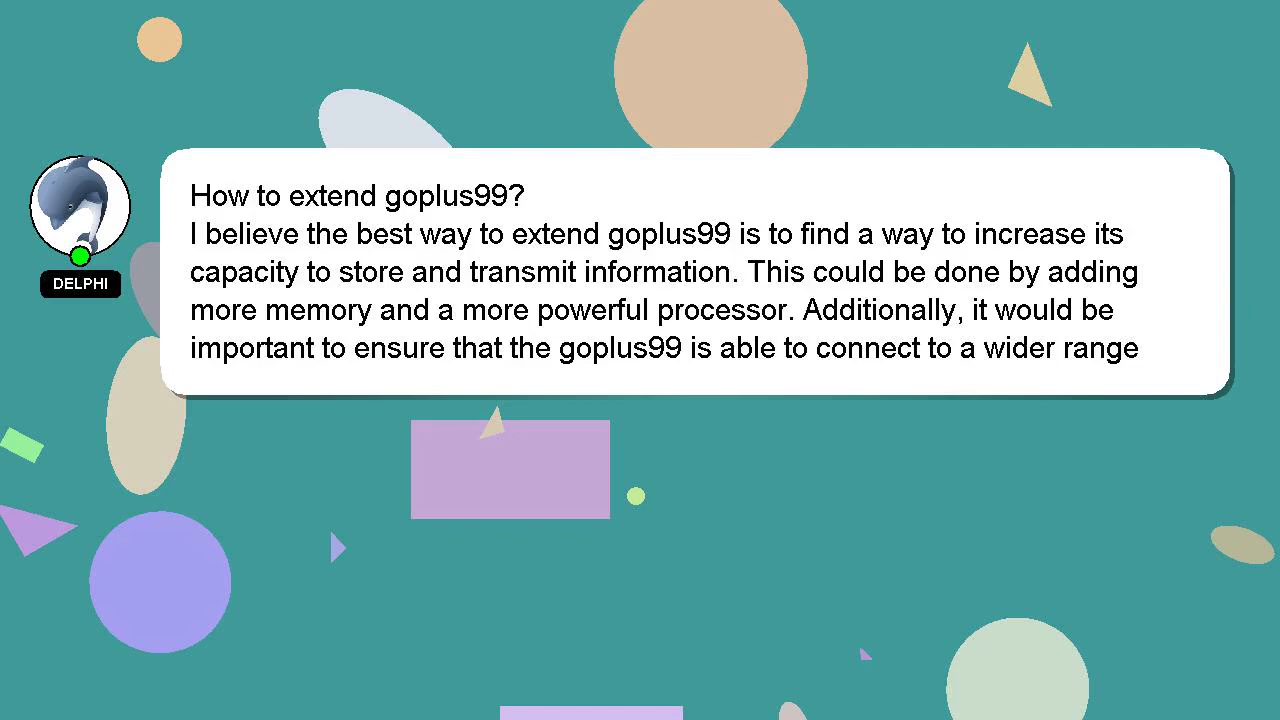 How to extend goplus99?
I believe the best way to extend goplus99 is to find a way to increase its
capacity to store and transmit information. This could be done by adding
more memory and a more powerful processor. Additionally, it would be
important to ensure that the goplus99 is able to connect to a wider range
DELPHI